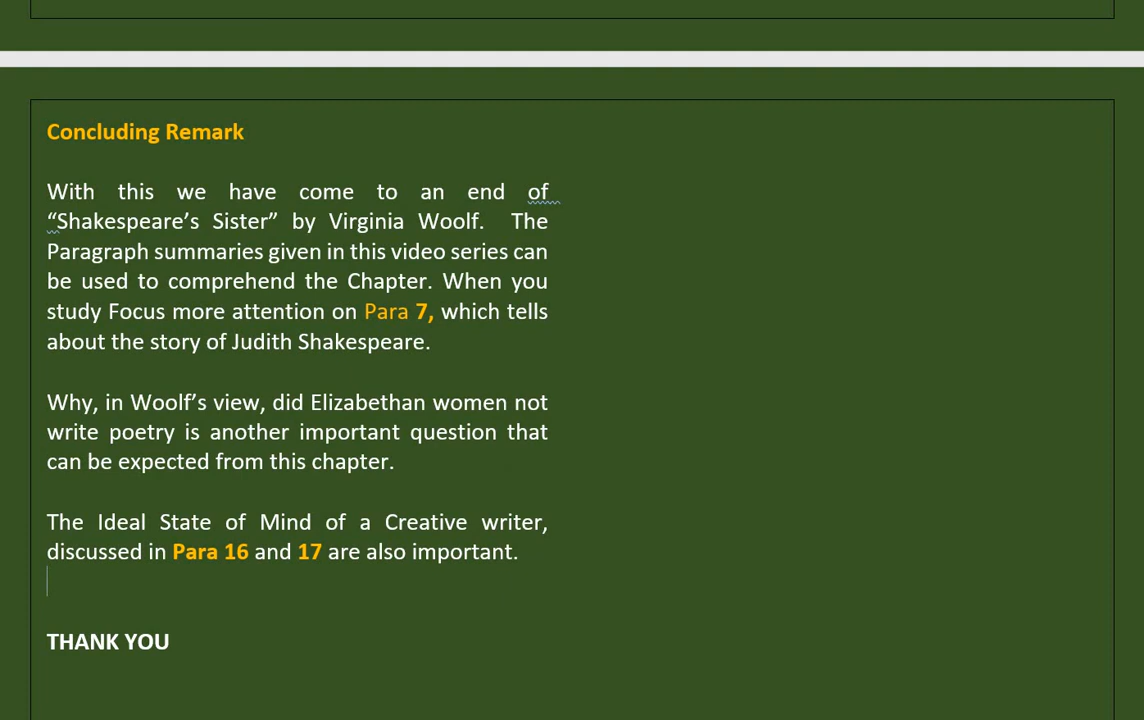 Concluding Remark
With this we have come to an end of
“Shakespeare’s Sister” by Virginia Woolf. The
Paragraph summaries given in this video series can
be used to comprehend the Chapter. When you
study Focus more attention on Para 7, which tells
about the story of Judith Shakespeare.
Why, in Woolf’s view, did Elizabethan women not
write poetry is another important question that
can be expected from this chapter.
The Ideal State of Mind of a Creative writer,
discussed in Para 16 and 17 are also important.
THANK YOU